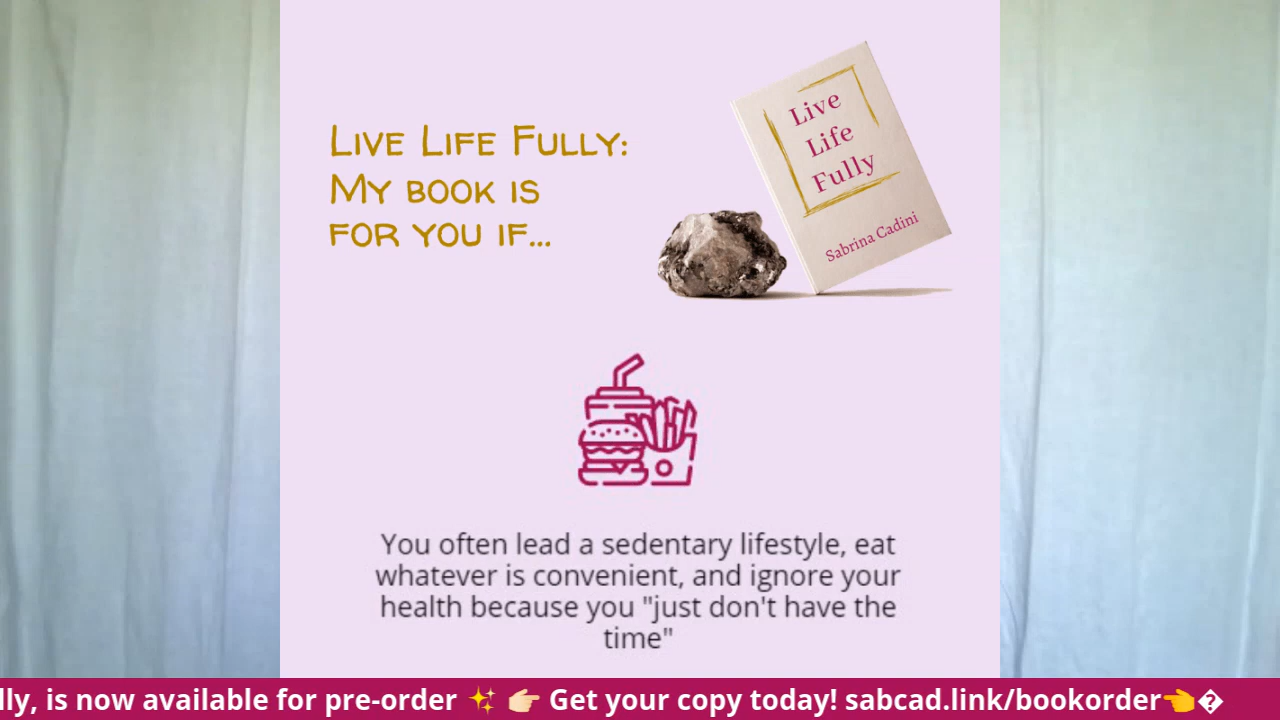 Live Life Fully:
My book is
for you if...
Live
Life
Fully
Sabrina Cadini
You often lead a sedentary lifestyle, eat
whatever is convenient, and ignore your
health because you "just don't have the
time"
lly, is now available for pre-order ✨ 👉🏻 Get your copy today! sabcad.link/bookorder👈�